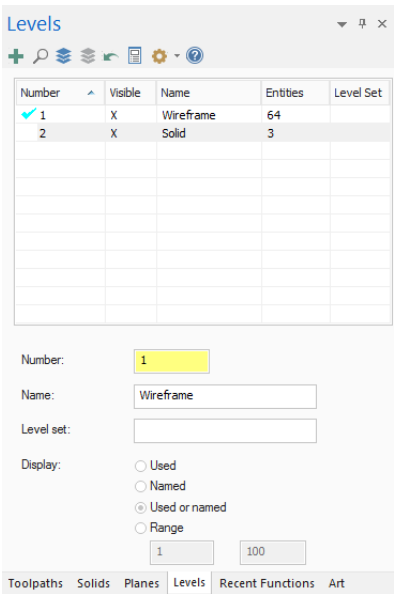 Levels
Number Visible Name Entities Level Set
1 X Wireframe 64
2 X Solid 3
Number: 1
Name: Wireframe
Level set:
Display: Used
Named
Used or named
Range
1 100
Toolpaths Solids Planes Levels Recent Functions Art